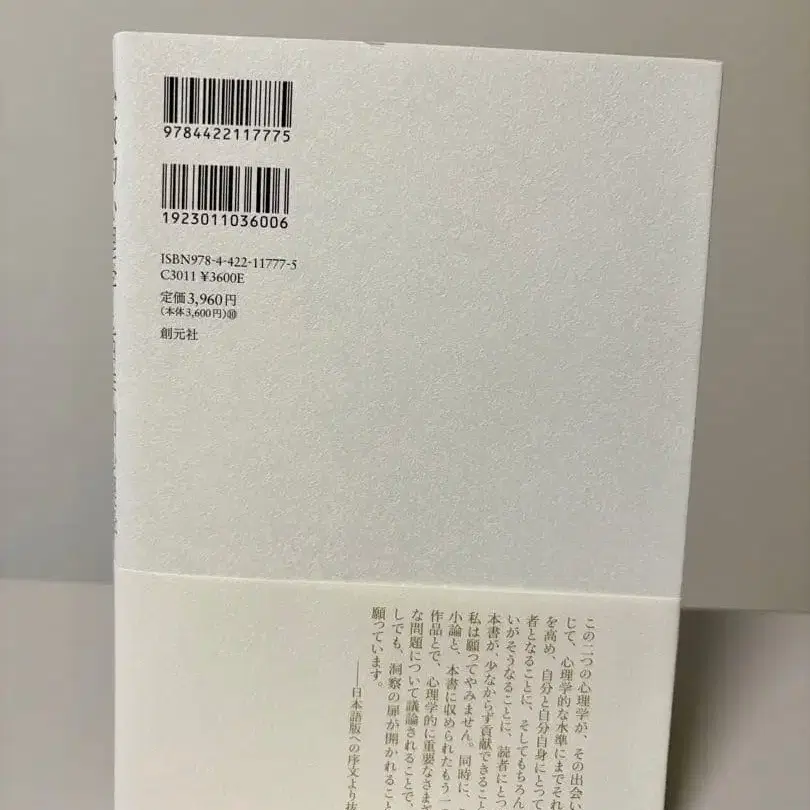 9784422117775
1923011036006
ISBN978-4-422-11777-5
C3011 ¥3600E
定価3,960円
(本体3,600円)⑩
創元社
この二つの心理学が、その出会い
じて、心理学的な水準にまでそれ
を高め、自分と自分自身にとって
者となることに、そしてもちろん
いがそうなることに、読者にとっ
本書が、少なからず貢献できること
私は願ってやみません。同時に、
小論と、本書に収められたもう一
作品とで、心理学的に重要なさまざ
な問題について議論されることで、
しでも、洞察の扉が開かれること
願っています。
――日本語版への序文より抜